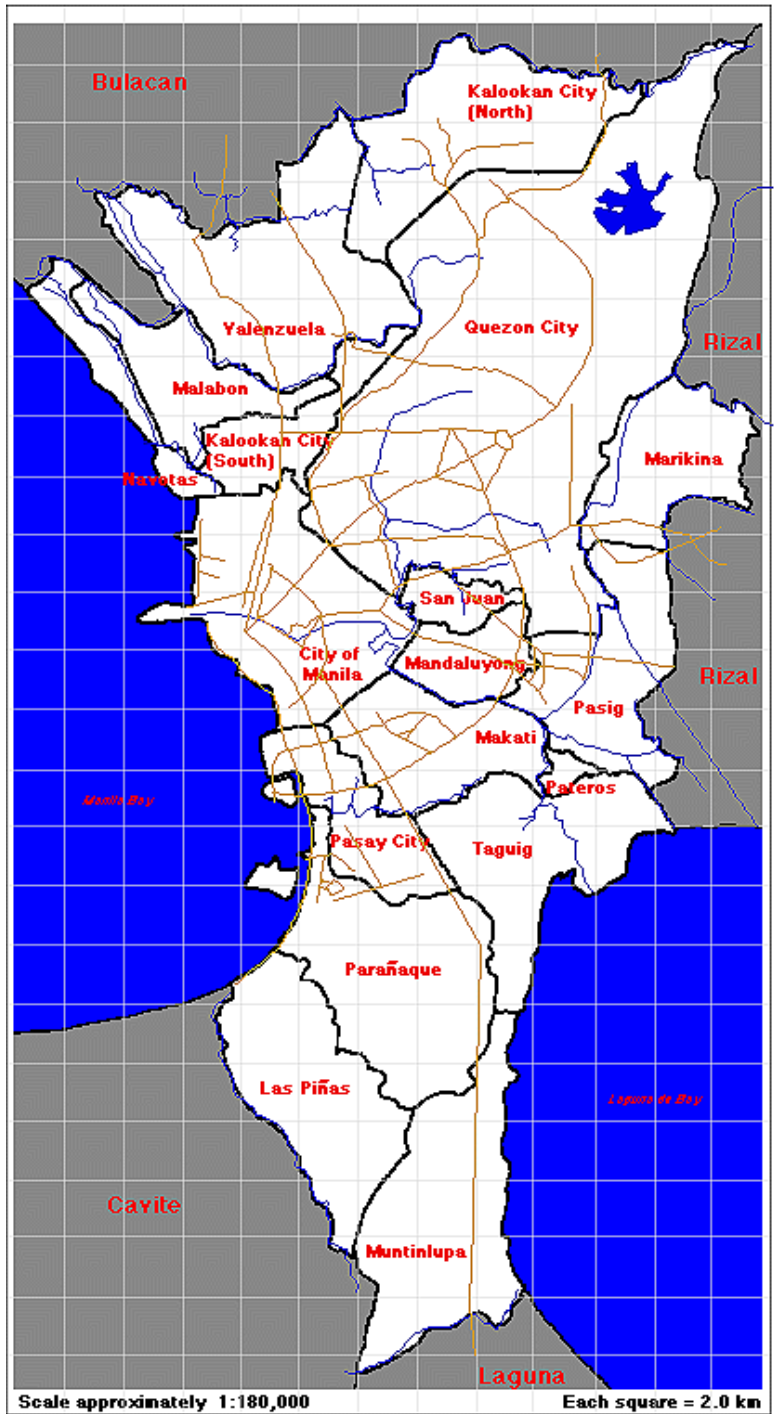 Bulacan
Kalookan City
(North)
Valenzuela
Quezon City
Rizal
Malabon
Kalookan City
(South)
Marikina
Navotas
San Juan
City of
Manila
Mandaluyong
Rizal
Pasig
Makati
Pateros
Manila Bay
Pasay City
Taguig
Parañaque
Las Piñas
Laguna de Bay
Cavite
Muntinlupa
Laguna
Scale approximately 1:180,000
Each square = 2.0 km